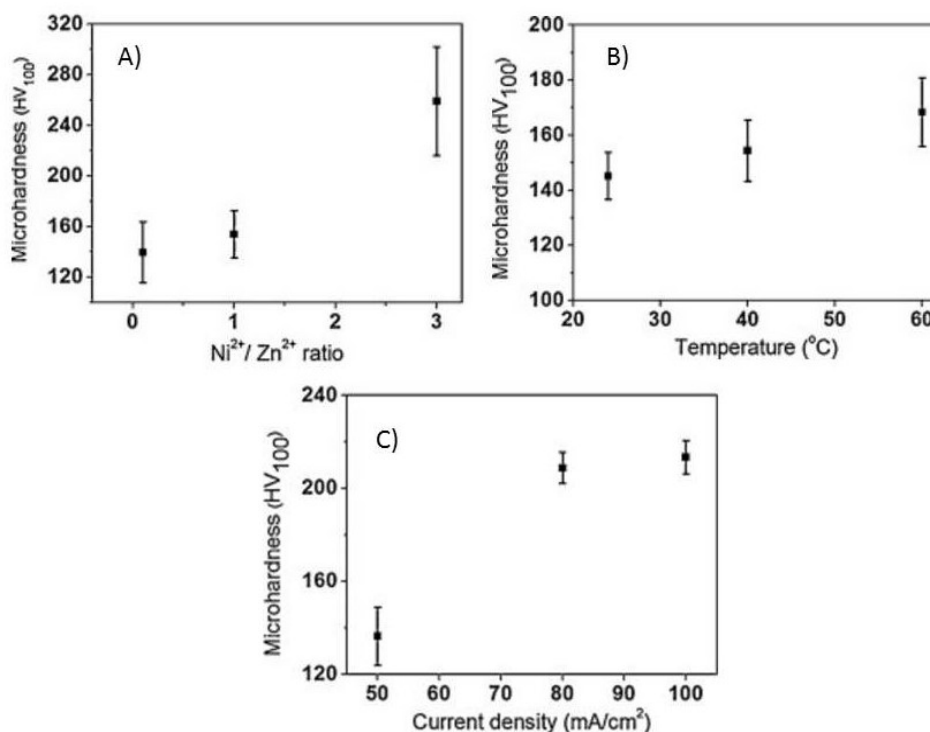 A)
Microhardness (HV100)
320
280
240
200
160
120
0 1 2 3
Ni²⁺/ Zn²⁺ ratio
B)
Microhardness (HV100)
200
180
160
140
120
100
20 30 40 50 60
Temperature (°C)
C)
Microhardness (HV100)
240
200
160
120
50 60 70 80 90 100
Current density (mA/cm²)